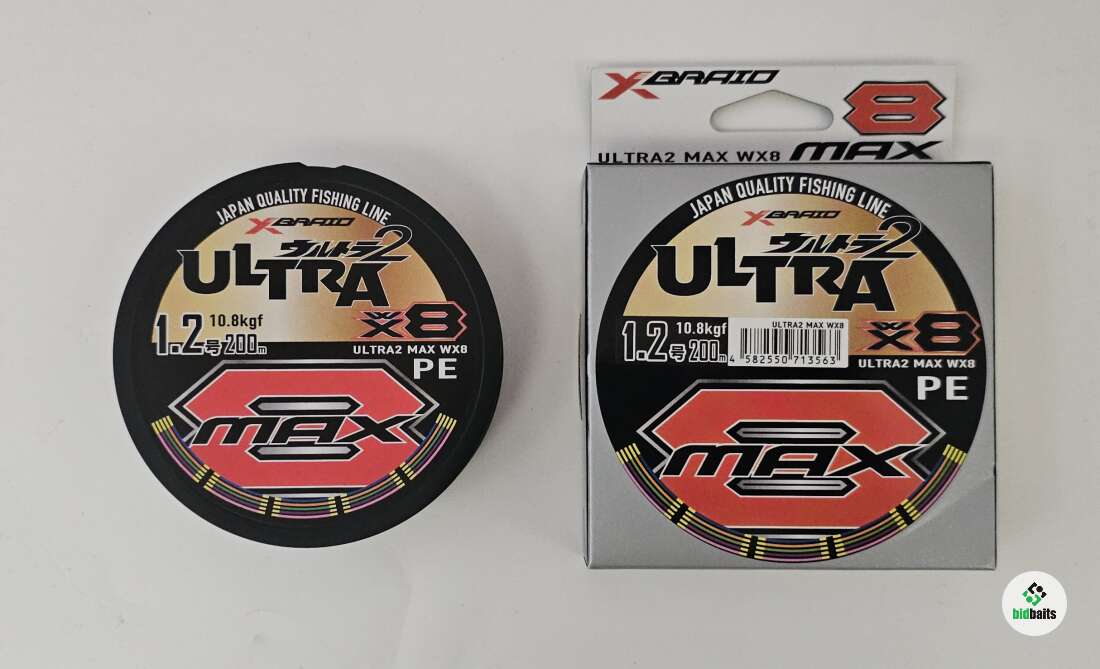 JAPAN QUALITY FISHING LINE
X BRAID
ウルトラ2
ULTRA
1.2号 10.8kgf 200m
WX8
ULTRA2 MAX WX8
PE
MAX
X BRAID
8
ULTRA2 MAX WX8 MAX
JAPAN QUALITY FISHING LINE
X BRAID
ウルトラ2
ULTRA
1.2号 10.8kgf 200m
ULTRA2 MAX WX8
4 582550 713563
WX8
ULTRA2 MAX WX8
PE
MAX
bidbaits